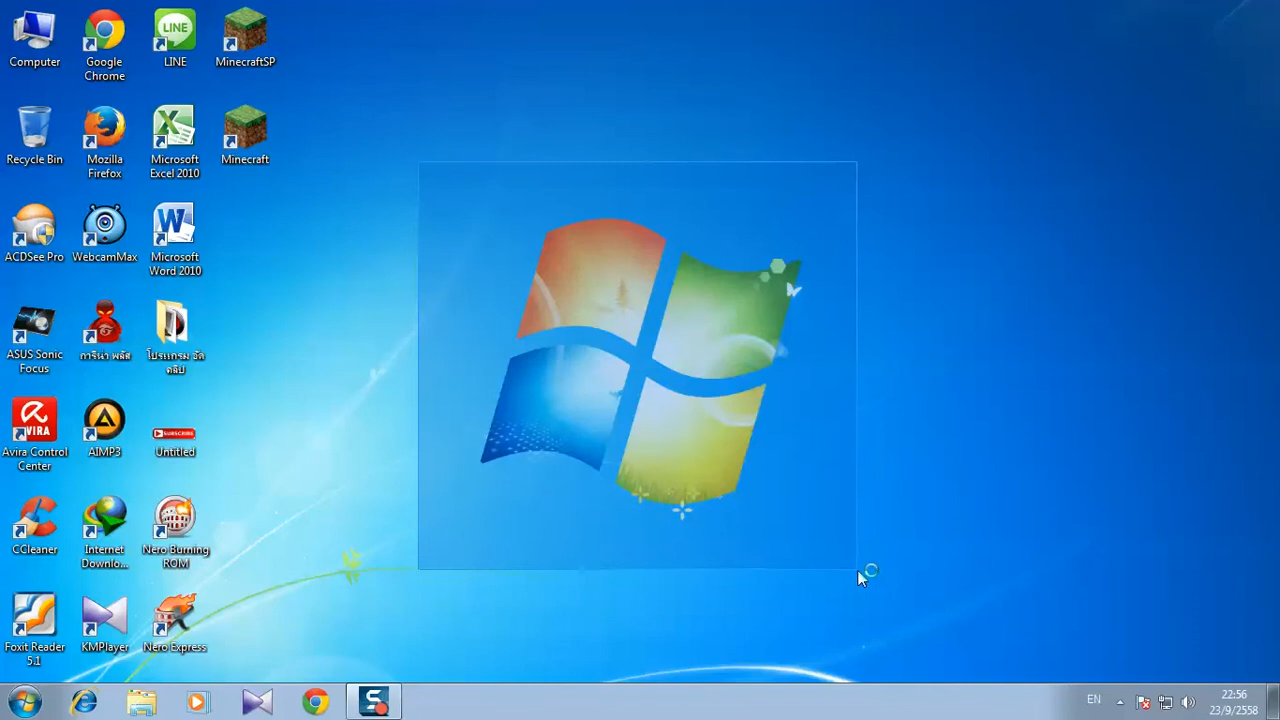 Computer
Google
Chrome
LINE
LINE
MinecraftSP
Recycle Bin
Mozilla
Firefox
Microsoft
Excel 2010
Minecraft
ACDSee Pro
WebcamMax
Microsoft
Word 2010
ASUS Sonic
Focus
การีนา พลัส
โปรแกรม อัด
คลิป
AVIRA
Avira Control
Center
AIMP3
SUBSCRIBE
Untitled
CCleaner
Internet
Downlo...
Nero Burning
ROM
Foxit Reader
5.1
KMPlayer
Nero Express
EN
22:56
23/9/2558